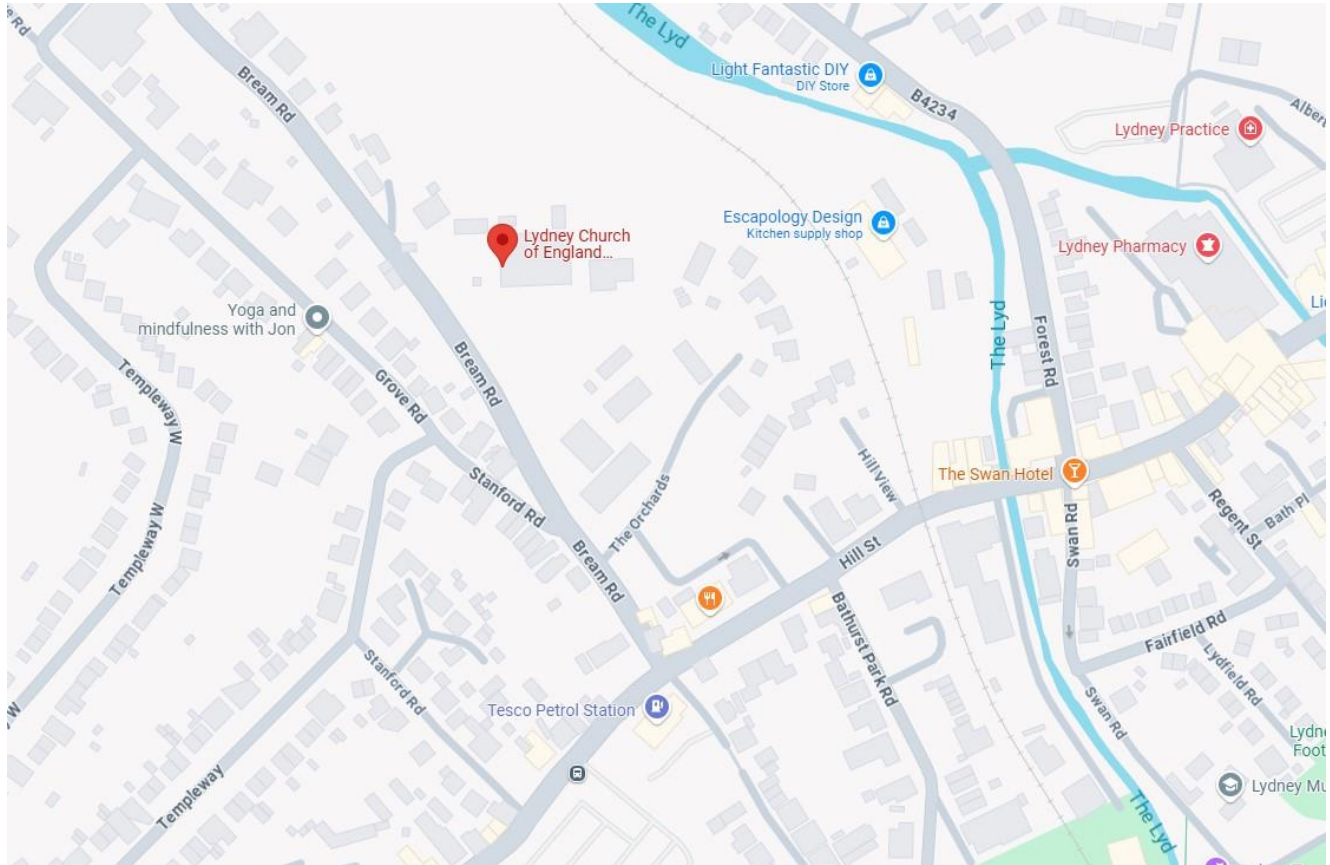 The Lyd
Light Fantastic DIY
DIY Store
Bream Rd
B4234
Lydney Practice
Lydney Church
of England...
Escapology Design
Kitchen supply shop
Lydney Pharmacy
Yoga and
mindfulness with Jon
The Lyd
Forest Rd
Bream Rd
Templeway W
Grove Rd
Hill View
The Swan Hotel
Stanford Rd
The Orchards
Regent St
Bath Pl
Templeway W
Bream Rd
Hill St
Swan Rd
Bathurst Park Rd
Fairfield Rd
Stanford Rd
Lydfield Rd
Tesco Petrol Station
Swan Rd
Templeway
The Lyd